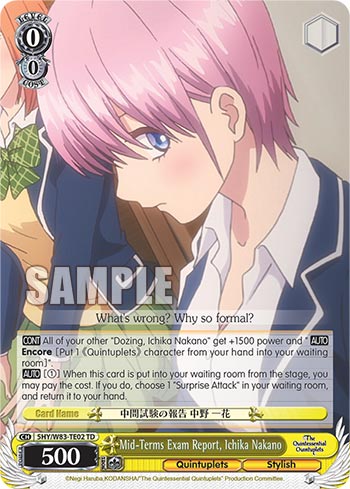 LEVEL
0
0
COST
SAMPLE
What's wrong? Why so formal?
CONT All of your other "Dozing, Ichika Nakano" get +1500 power and "AUTO
Encore [Put 1 《Quintuplets》 character from your hand into your waiting
room]".
AUTO [①] When this card is put into your waiting room from the stage, you
may pay the cost. If you do, choose 1 "Surprise Attack" in your waiting room,
and return it to your hand.
Card Name
中間試験の報告 中野 一花
CH 5HY/W83-TE02 TD
Mid-Terms Exam Report, Ichika Nakano
The Quintessential Quintuplets
500
Quintuplets
Stylish
©Negi Haruba,KODANSHA/"The Quintessential Quintuplets" Production Committee.